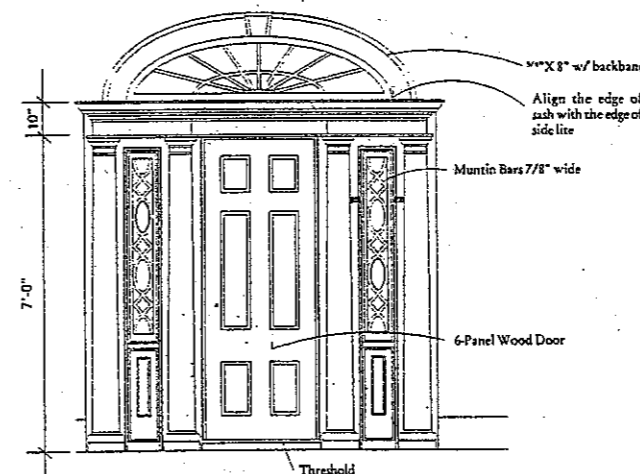 X 8" w/ backband
Align the edge of
sash with the edge of
side lite
10"
Muntin Bars 7/8" wide
7'-0"
6-Panel Wood Door
Threshold